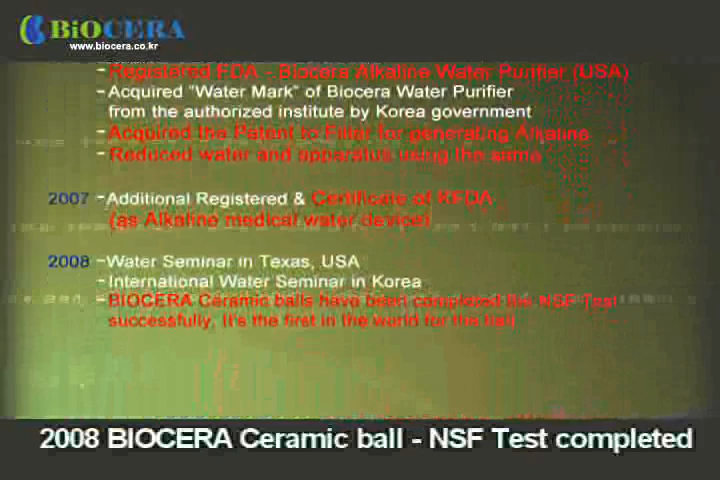 BiOCERA
www.biocera.co.kr
- Registered FDA - Biocera Alkaline Water Purifier (USA)
- Acquired "Water Mark" of Biocera Water Purifier
from the authorized institute by Korea government
- Acquired the Patent to Filter for generating Alkaline
- Reduced water and apparatus using the same
2007 - Additional Registered & Certificate of KFDA
(as Alkaline medical water device)
2008 - Water Seminar in Texas, USA
- International Water Seminar in Korea
- BIOCERA Ceramic balls have been completed the NSF Test
successfully, It's the first in the world for the ball
2008 BIOCERA Ceramic ball - NSF Test completed